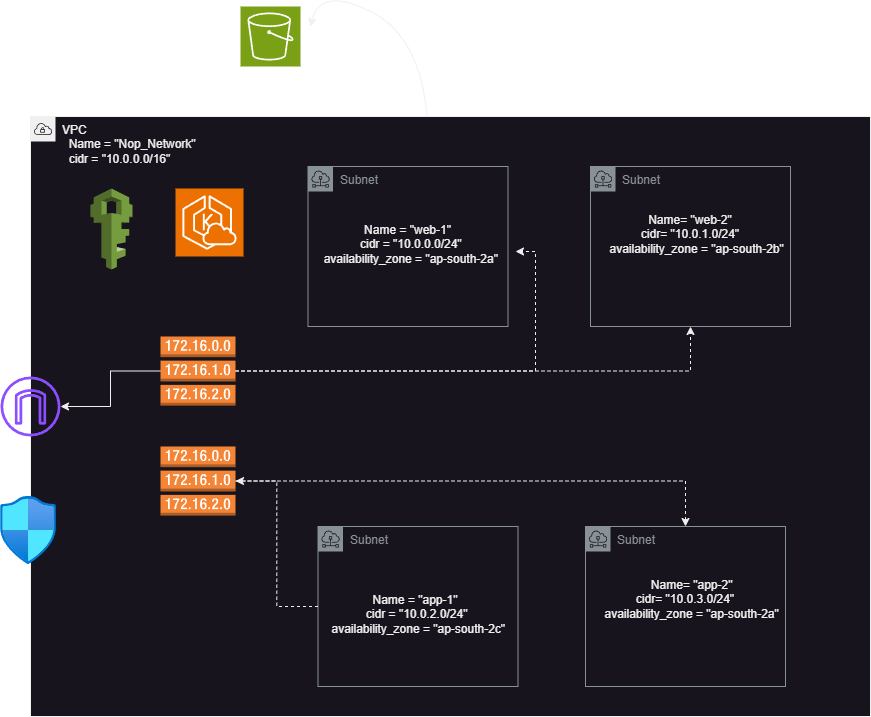 VPC
Name = "Nop_Network"
cidr = "10.0.0.0/16"
Subnet
Name = "web-1"
cidr = "10.0.0.0/24"
availability_zone = "ap-south-2a"
Subnet
Name= "web-2"
cidr= "10.0.1.0/24"
availability_zone = "ap-south-2b"
K
172.16.0.0
172.16.1.0
172.16.2.0
172.16.0.0
172.16.1.0
172.16.2.0
Subnet
Name = "app-1"
cidr = "10.0.2.0/24"
availability_zone = "ap-south-2c"
Subnet
Name= "app-2"
cidr= "10.0.3.0/24"
availability_zone = "ap-south-2a"